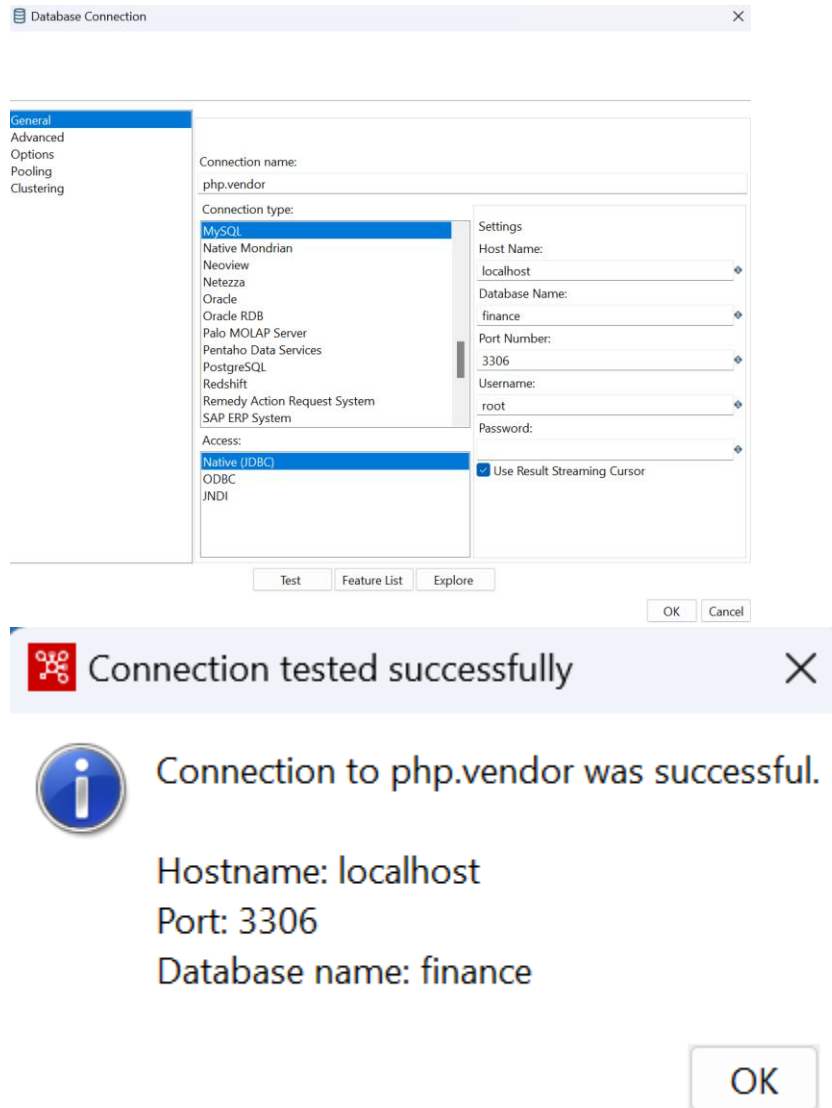 Database Connection
General
Advanced
Options
Pooling
Clustering
Connection name:
php.vendor
Connection type:
MySQL
Native Mondrian
Neoview
Netezza
Oracle
Oracle RDB
Palo MOLAP Server
Pentaho Data Services
PostgreSQL
Redshift
Remedy Action Request System
SAP ERP System
Access:
Native (JDBC)
ODBC
JNDI
Settings
Host Name:
localhost
Database Name:
finance
Port Number:
3306
Username:
root
Password:
Use Result Streaming Cursor
Test Feature List Explore
OK Cancel
Connection tested successfully
Connection to php.vendor was successful.
Hostname: localhost
Port: 3306
Database name: finance
OK